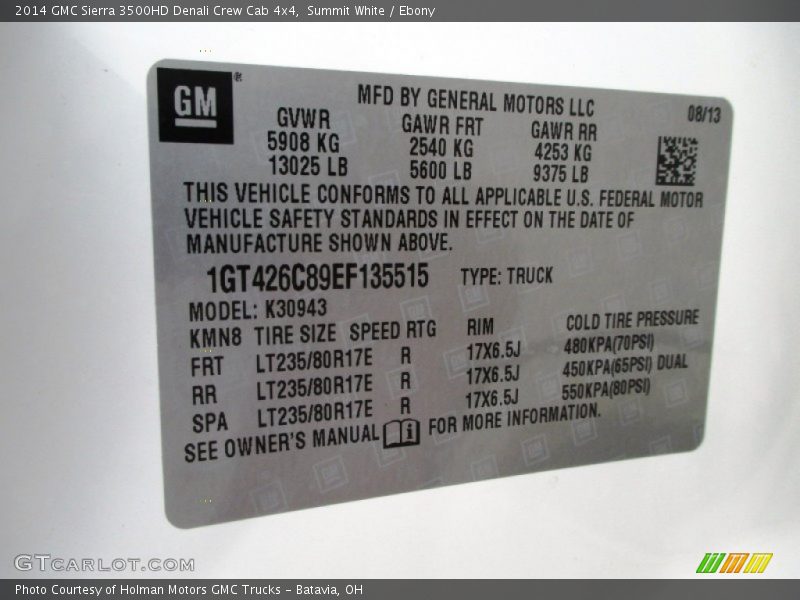 2014 GMC Sierra 3500HD Denali Crew Cab 4x4, Summit White / Ebony
GM ®
MFD BY GENERAL MOTORS LLC 08/13
GVWR GAWR FRT GAWR RR
5908 KG 2540 KG 4253 KG
13025 LB 5600 LB 9375 LB
THIS VEHICLE CONFORMS TO ALL APPLICABLE U.S. FEDERAL MOTOR
VEHICLE SAFETY STANDARDS IN EFFECT ON THE DATE OF
MANUFACTURE SHOWN ABOVE.
1GT426C89EF135515 TYPE: TRUCK
MODEL: K30943
KMN8 TIRE SIZE SPEED RTG RIM COLD TIRE PRESSURE
FRT LT235/80R17E R 17X6.5J 480KPA(70PSI)
RR LT235/80R17E R 17X6.5J 450KPA(65PSI) DUAL
SPA LT235/80R17E R 17X6.5J 550KPA(80PSI)
SEE OWNER'S MANUAL FOR MORE INFORMATION.
GTCARLOT.COM
Photo Courtesy of Holman Motors GMC Trucks - Batavia, OH